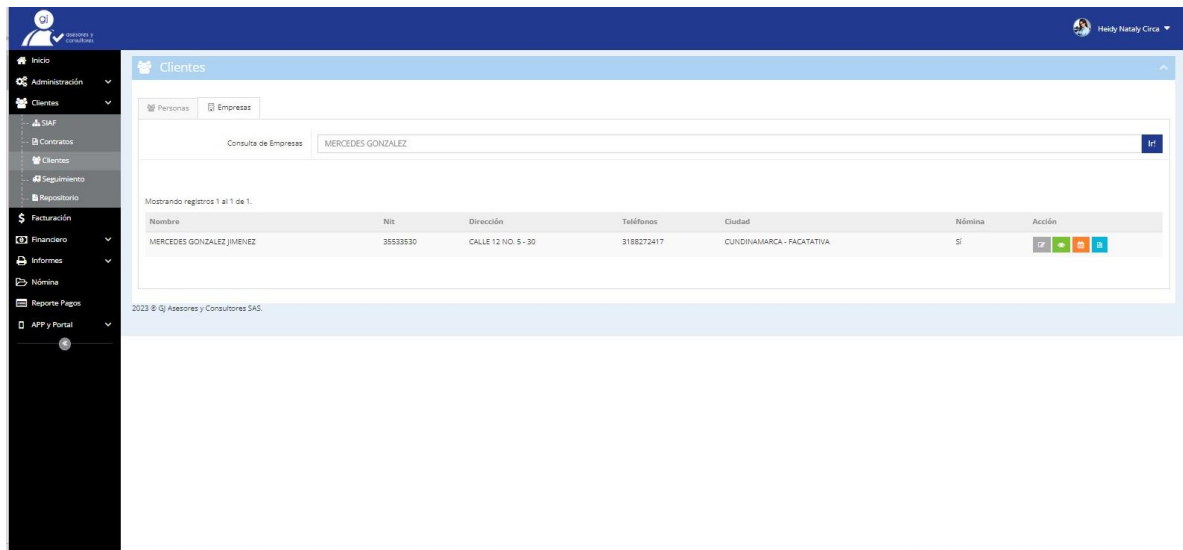 gj
asesores y
consultores
Heidy Nataly Circa
Inicio
Administración
Clientes
SIAF
Contratos
Clientes
Seguimiento
Repositorio
Facturación
Financiero
Informes
Nómina
Reporte Pagos
APP y Portal
Clientes
Personas
Empresas
Consulta de Empresas
MERCEDES GONZALEZ
Ir!
Mostrando registros 1 al 1 de 1.
Nombre Nit Dirección Teléfonos Ciudad Nómina Acción
MERCEDES GONZALEZ JIMENEZ 35533530 CALLE 12 NO. 5 - 30 3188272417 CUNDINAMARCA - FACATATIVA Sí
2023 © GJ Asesores y Consultores SAS.